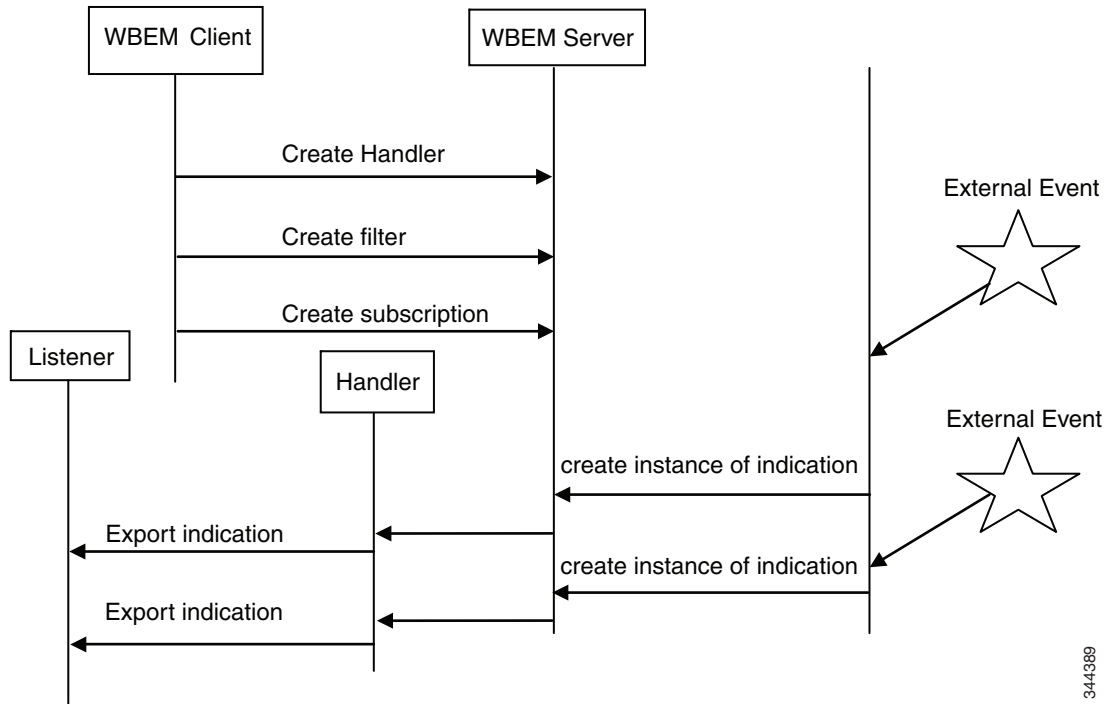 WBEM Client
WBEM Server
Create Handler
External Event
Create filter
Create subscription
Listener
Handler
External Event
create instance of indication
Export indication
create instance of indication
Export indication
344389